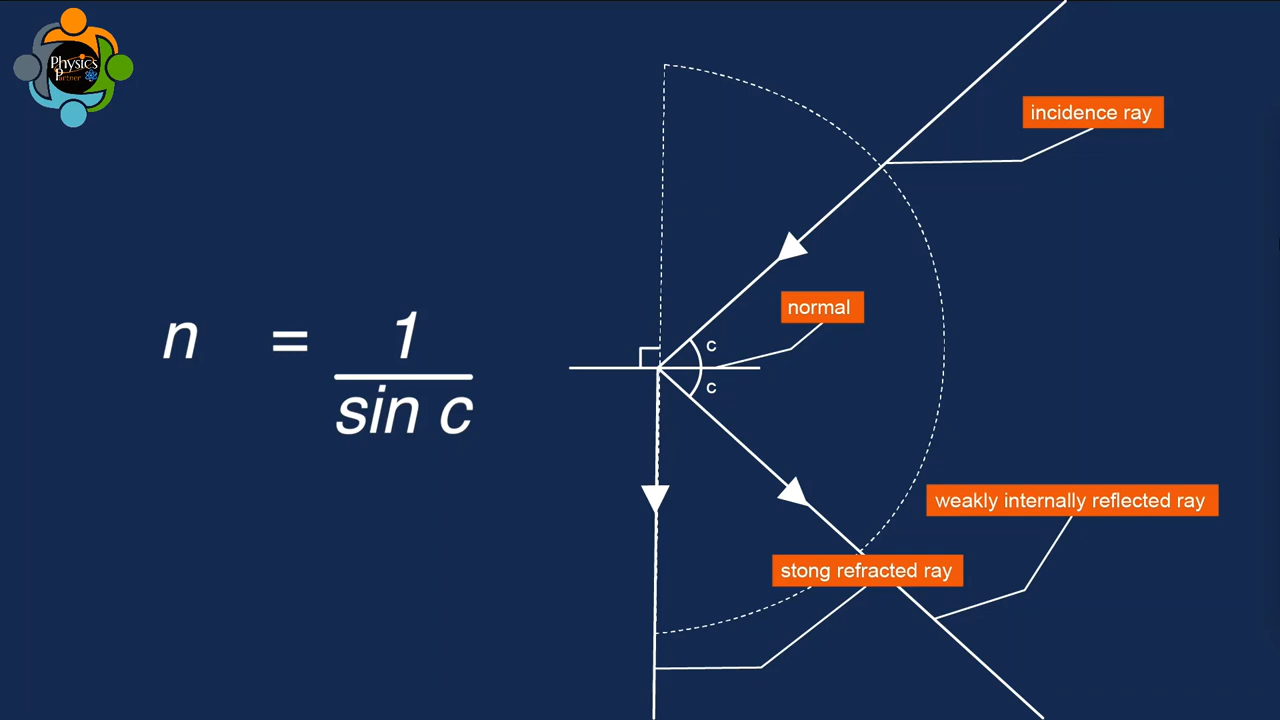 Physics
Partner
incidence ray
normal
n = 1
sin c
c
c
weakly internally reflected ray
stong refracted ray